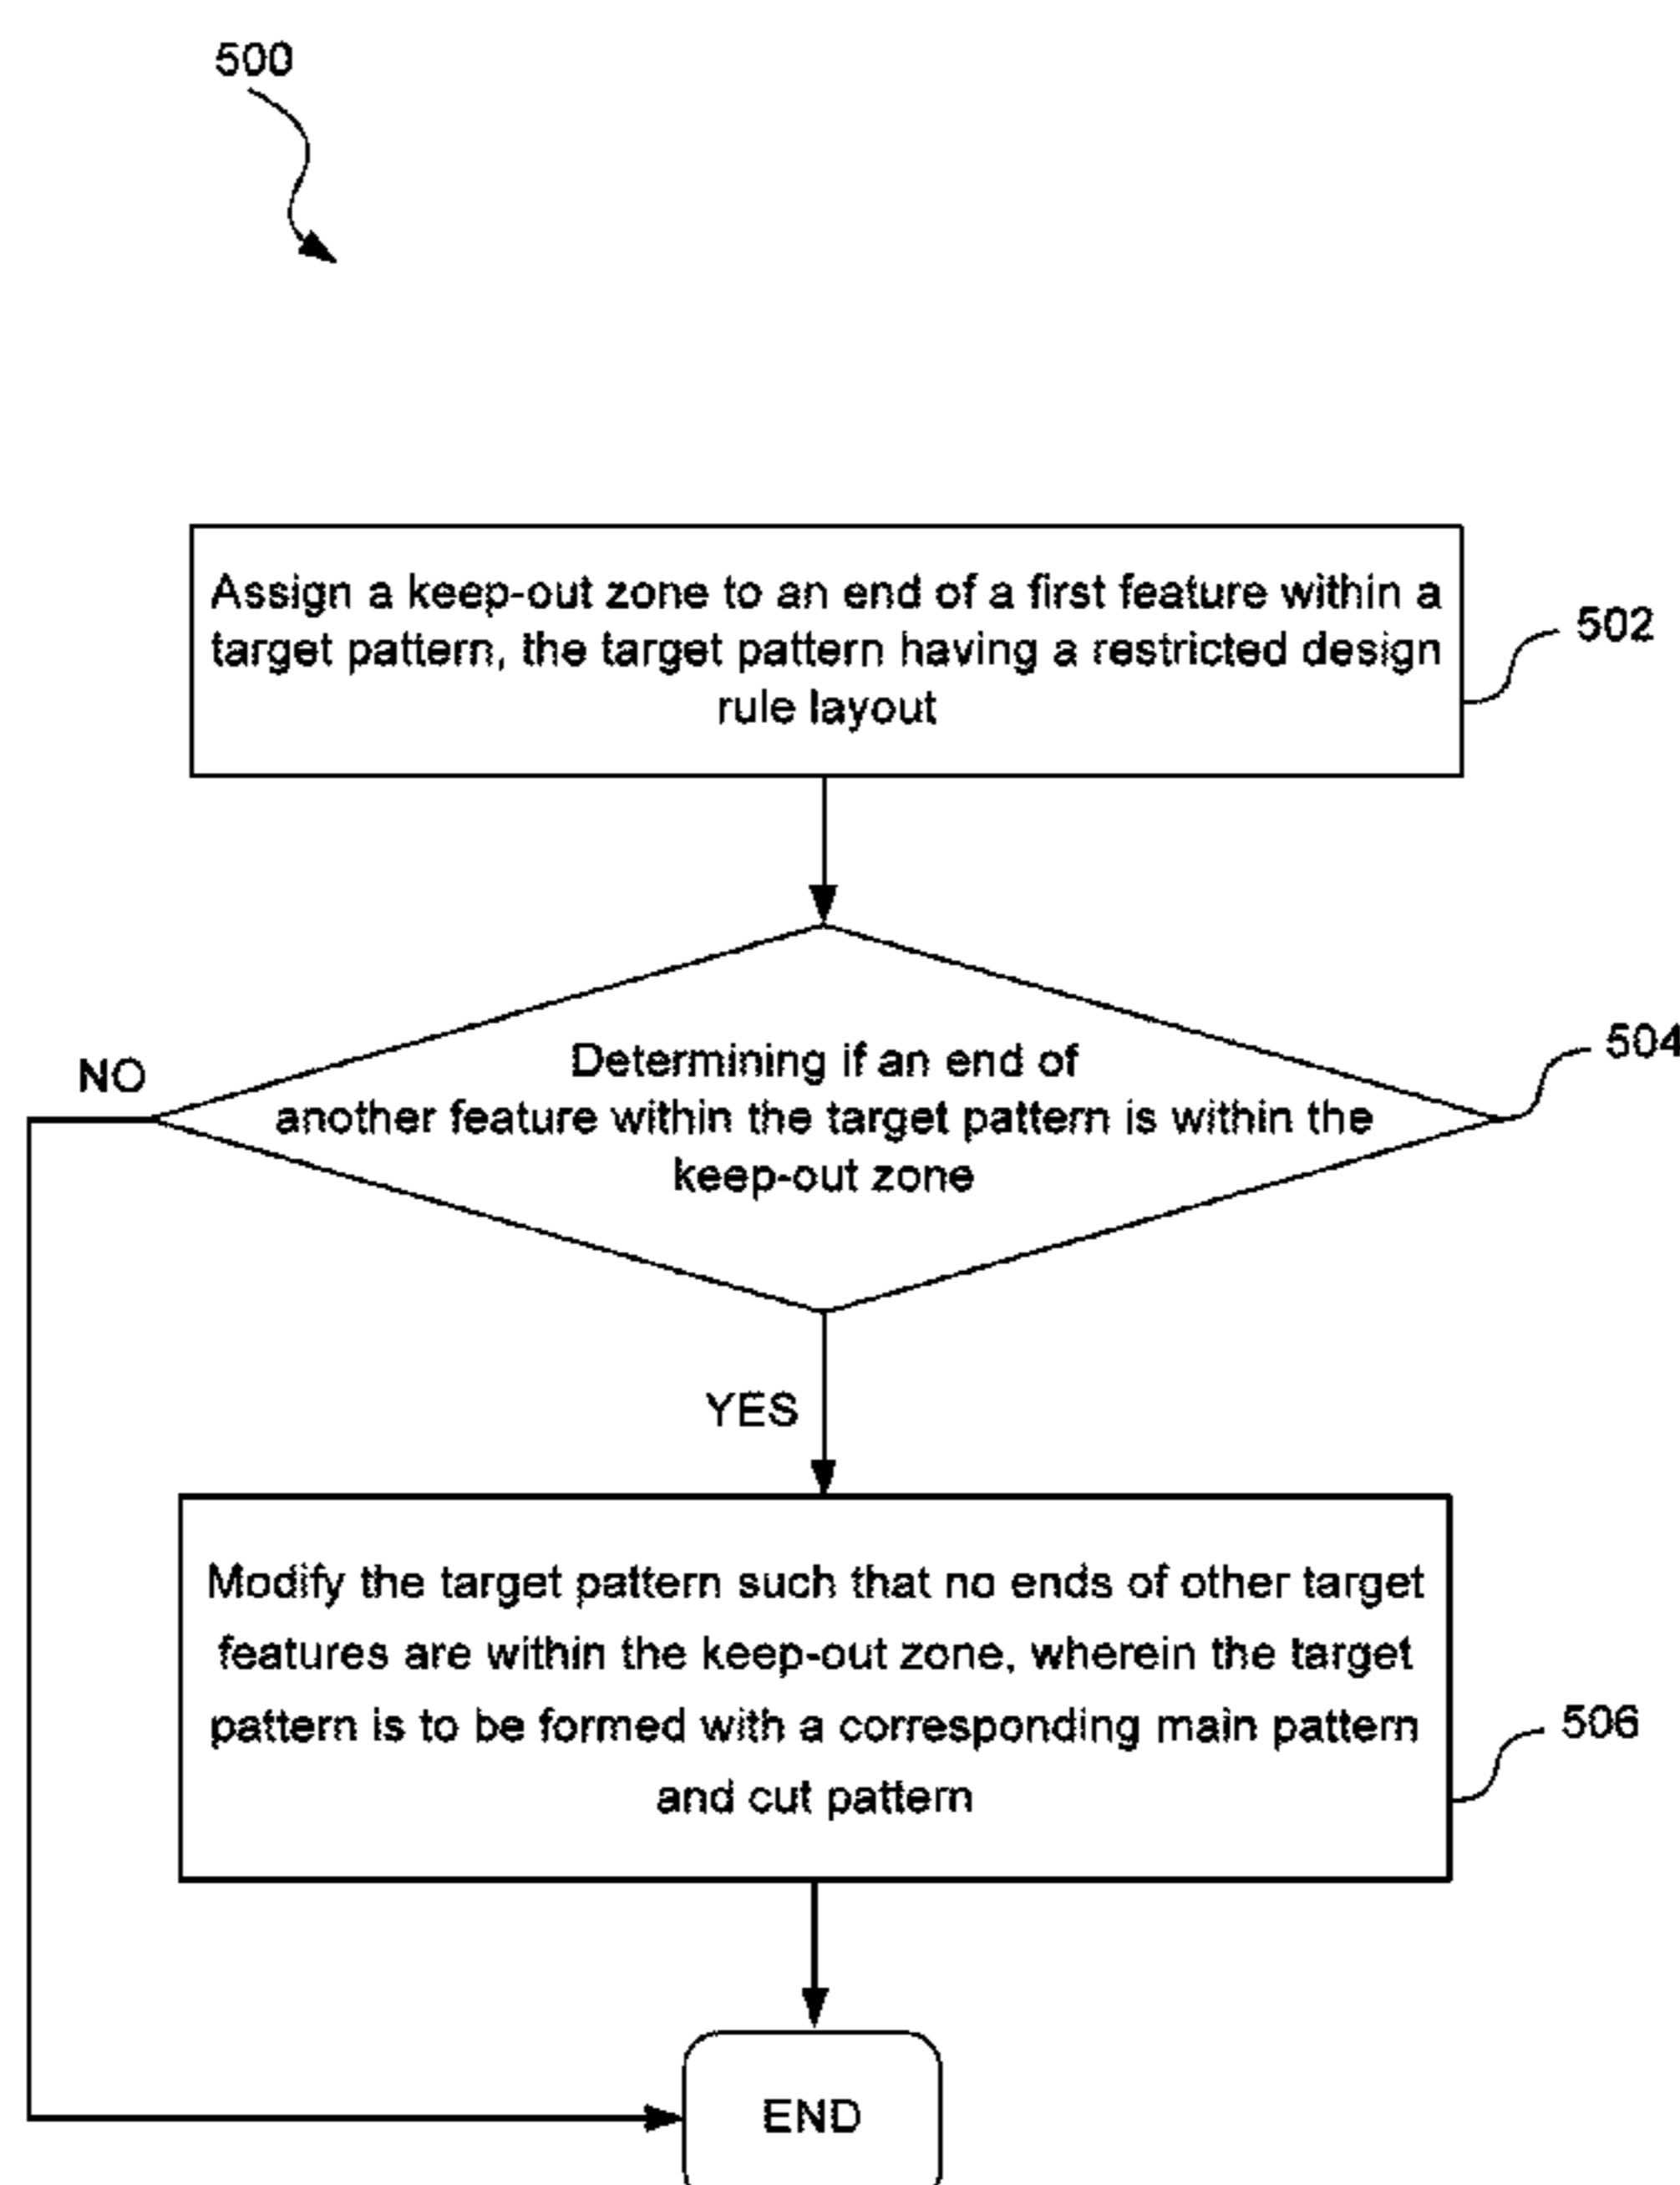 500
Assign a keep-out zone to an end of a first feature within a
target pattern, the target pattern having a restricted design
rule layout
502
Determining if an end of
another feature within the target pattern is within the
keep-out zone
504
NO
YES
Modify the target pattern such that no ends of other target
features are within the keep-out zone, wherein the target
pattern is to be formed with a corresponding main pattern
and cut pattern
506
END